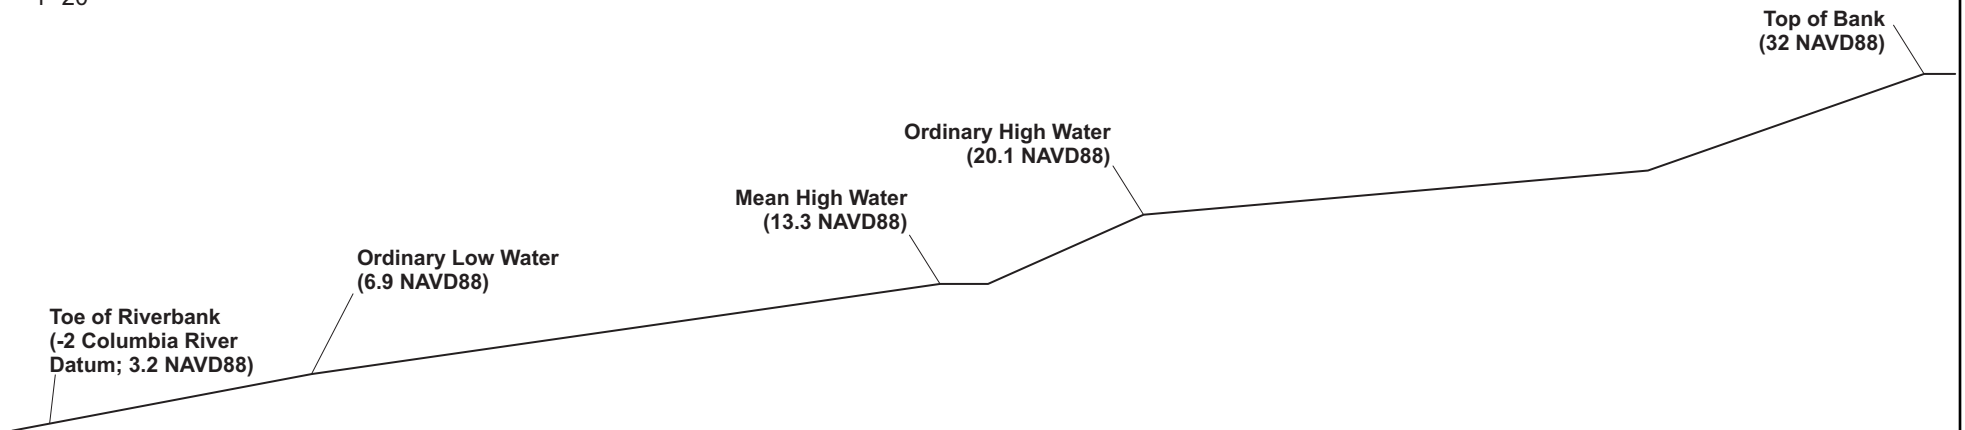 Top of Bank
(32 NAVD88)
Ordinary High Water
(20.1 NAVD88)
Mean High Water
(13.3 NAVD88)
Ordinary Low Water
(6.9 NAVD88)
Toe of Riverbank
(-2 Columbia River
Datum; 3.2 NAVD88)